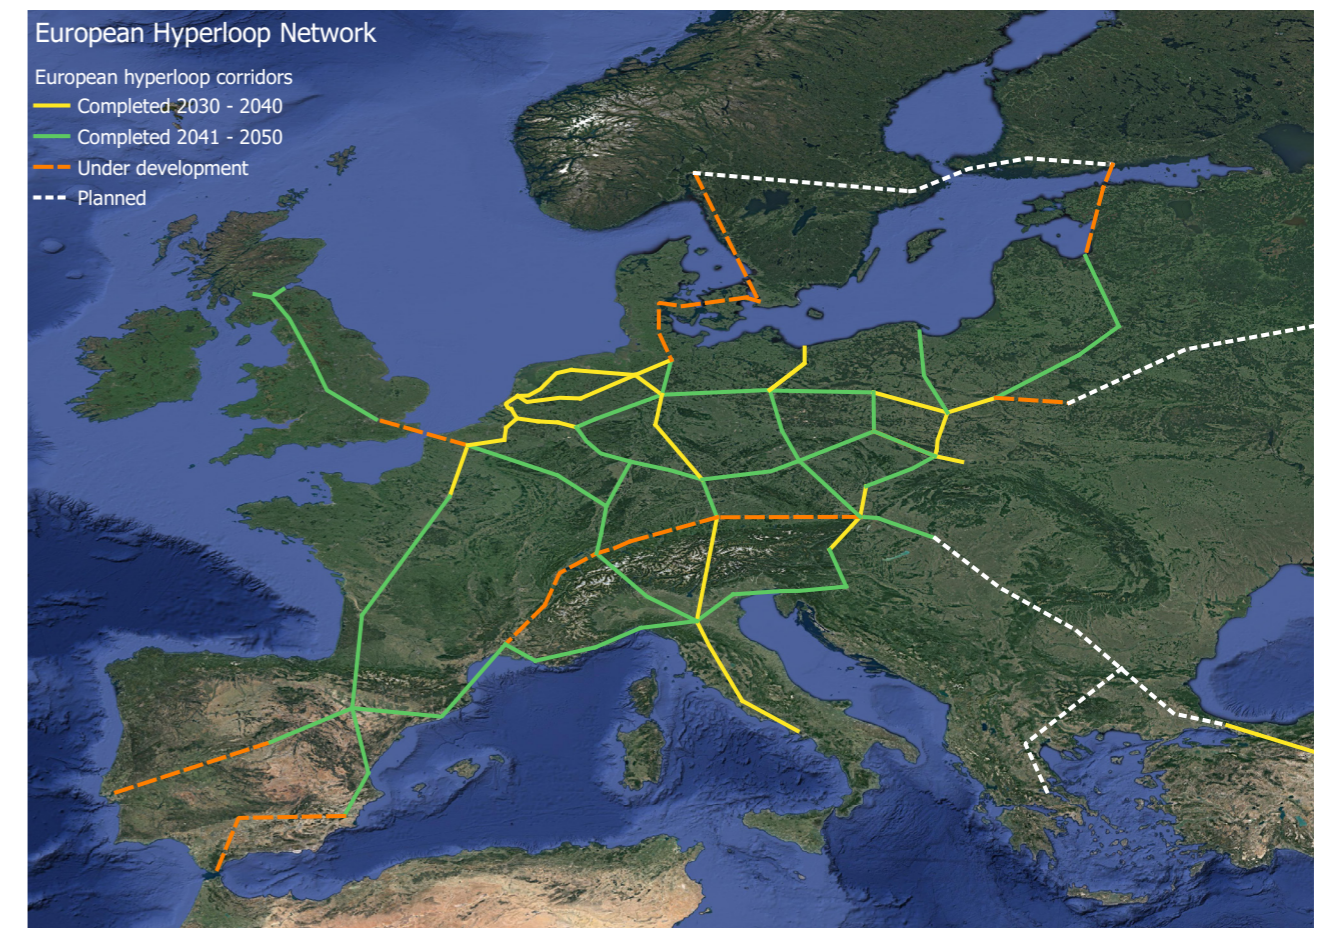 European Hyperloop Network
European hyperloop corridors
Completed 2030 - 2040
Completed 2041 - 2050
Under development
Planned